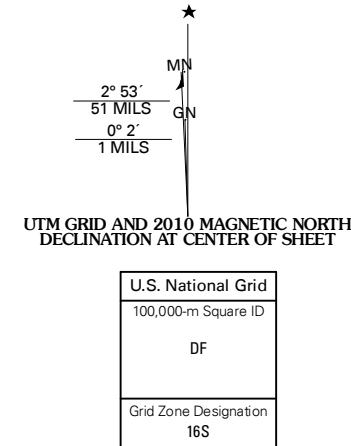 MN
2° 53´
51 MILS
GN
0° 2´
1 MILS
UTM GRID AND 2010 MAGNETIC NORTH
DECLINATION AT CENTER OF SHEET
U.S. National Grid
100,000-m Square ID
DF
Grid Zone Designation
16S